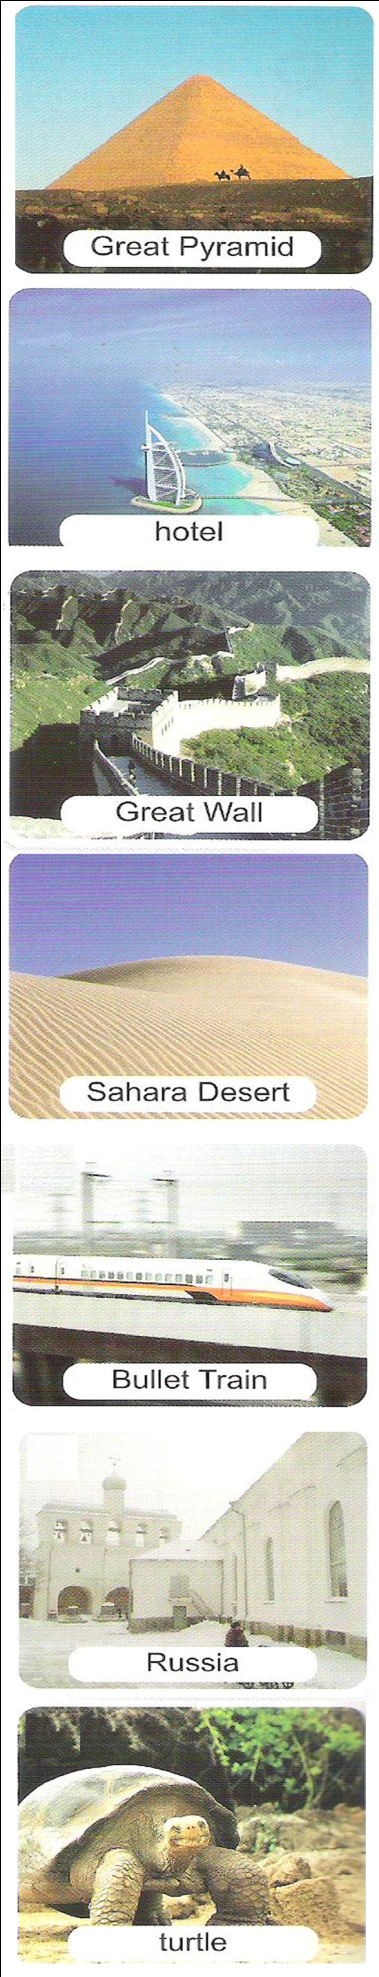 Great Pyramid
hotel
Great Wall
Sahara Desert
Bullet Train
Russia
turtle